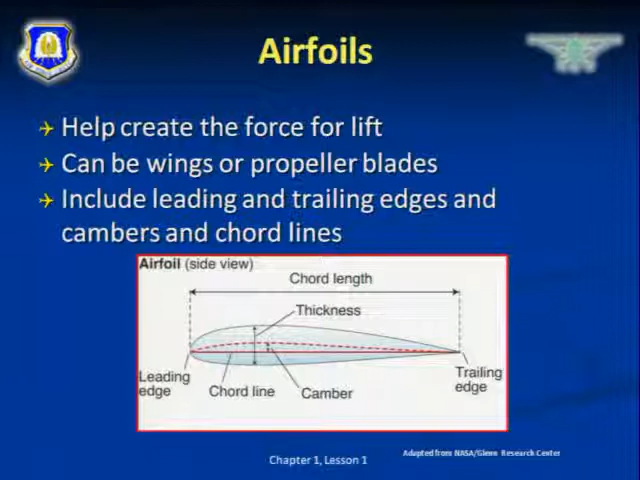 Airfoils
Help create the force for lift
Can be wings or propeller blades
Include leading and trailing edges and
cambers and chord lines
Airfoil (side view)
Chord length
Thickness
Leading
edge
Chord line
Camber
Trailing
edge
Chapter 1, Lesson 1
Adapted from NASA/Glenn Research Center